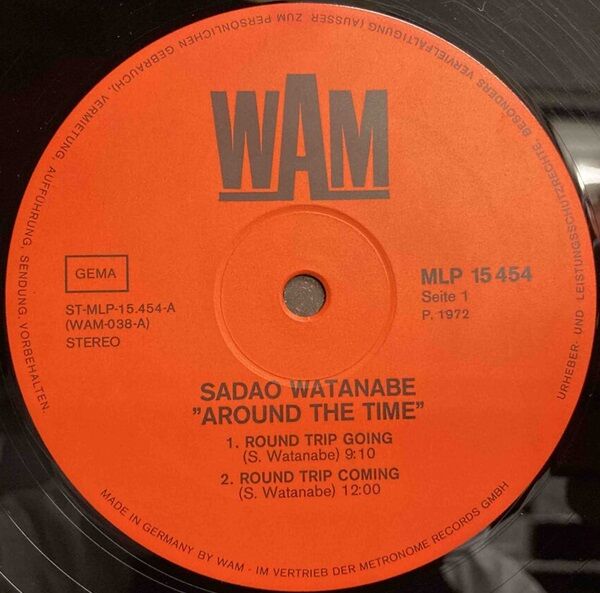 WAM
GEMA
ST-MLP-15.454-A
(WAM-038-A)
STEREO
MLP 15 454
Seite 1
P. 1972
SADAO WATANABE
"AROUND THE TIME"
1. ROUND TRIP GOING
(S. Watanabe) 9:10
2. ROUND TRIP COMING
(S. Watanabe) 12:00
URHEBER- UND LEISTUNGSSCHUTZRECHTE, BESONDERS VERVIELFÄLTIGUNG (AUSSER ZUM PERSÖNLICHEN GEBRAUCH), VERMIETUNG, AUFFÜHRUNG, SENDUNG, VORBEHALTEN.
MADE IN GERMANY BY WAM - IM VERTRIEB DER METRONOME RECORDS GMBH